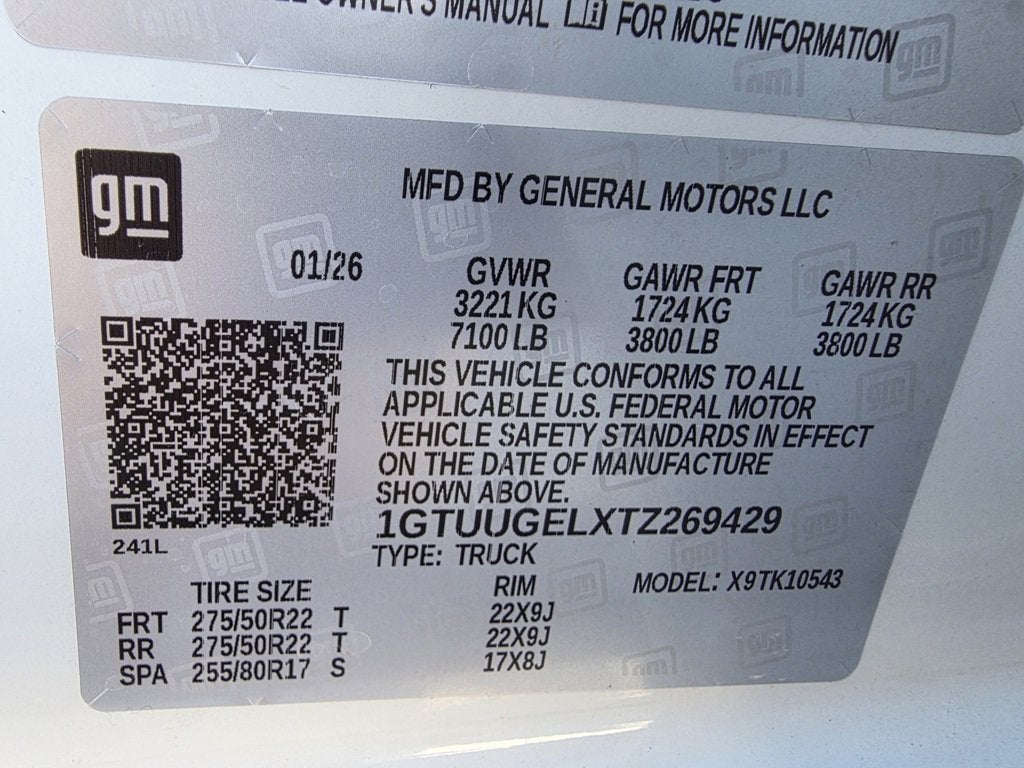 OWNER'S MANUAL FOR MORE INFORMATION
gm
MFD BY GENERAL MOTORS LLC
01/26
GVWR GAWR FRT GAWR RR
3221 KG 1724 KG 1724 KG
7100 LB 3800 LB 3800 LB
THIS VEHICLE CONFORMS TO ALL
APPLICABLE U.S. FEDERAL MOTOR
VEHICLE SAFETY STANDARDS IN EFFECT
ON THE DATE OF MANUFACTURE
SHOWN ABOVE.
1GTUUGELXTZ269429
241L
TYPE: TRUCK
TIRE SIZE RIM MODEL: X9TK10543
FRT 275/50R22 T 22X9J
RR 275/50R22 T 22X9J
SPA 255/80R17 S 17X8J